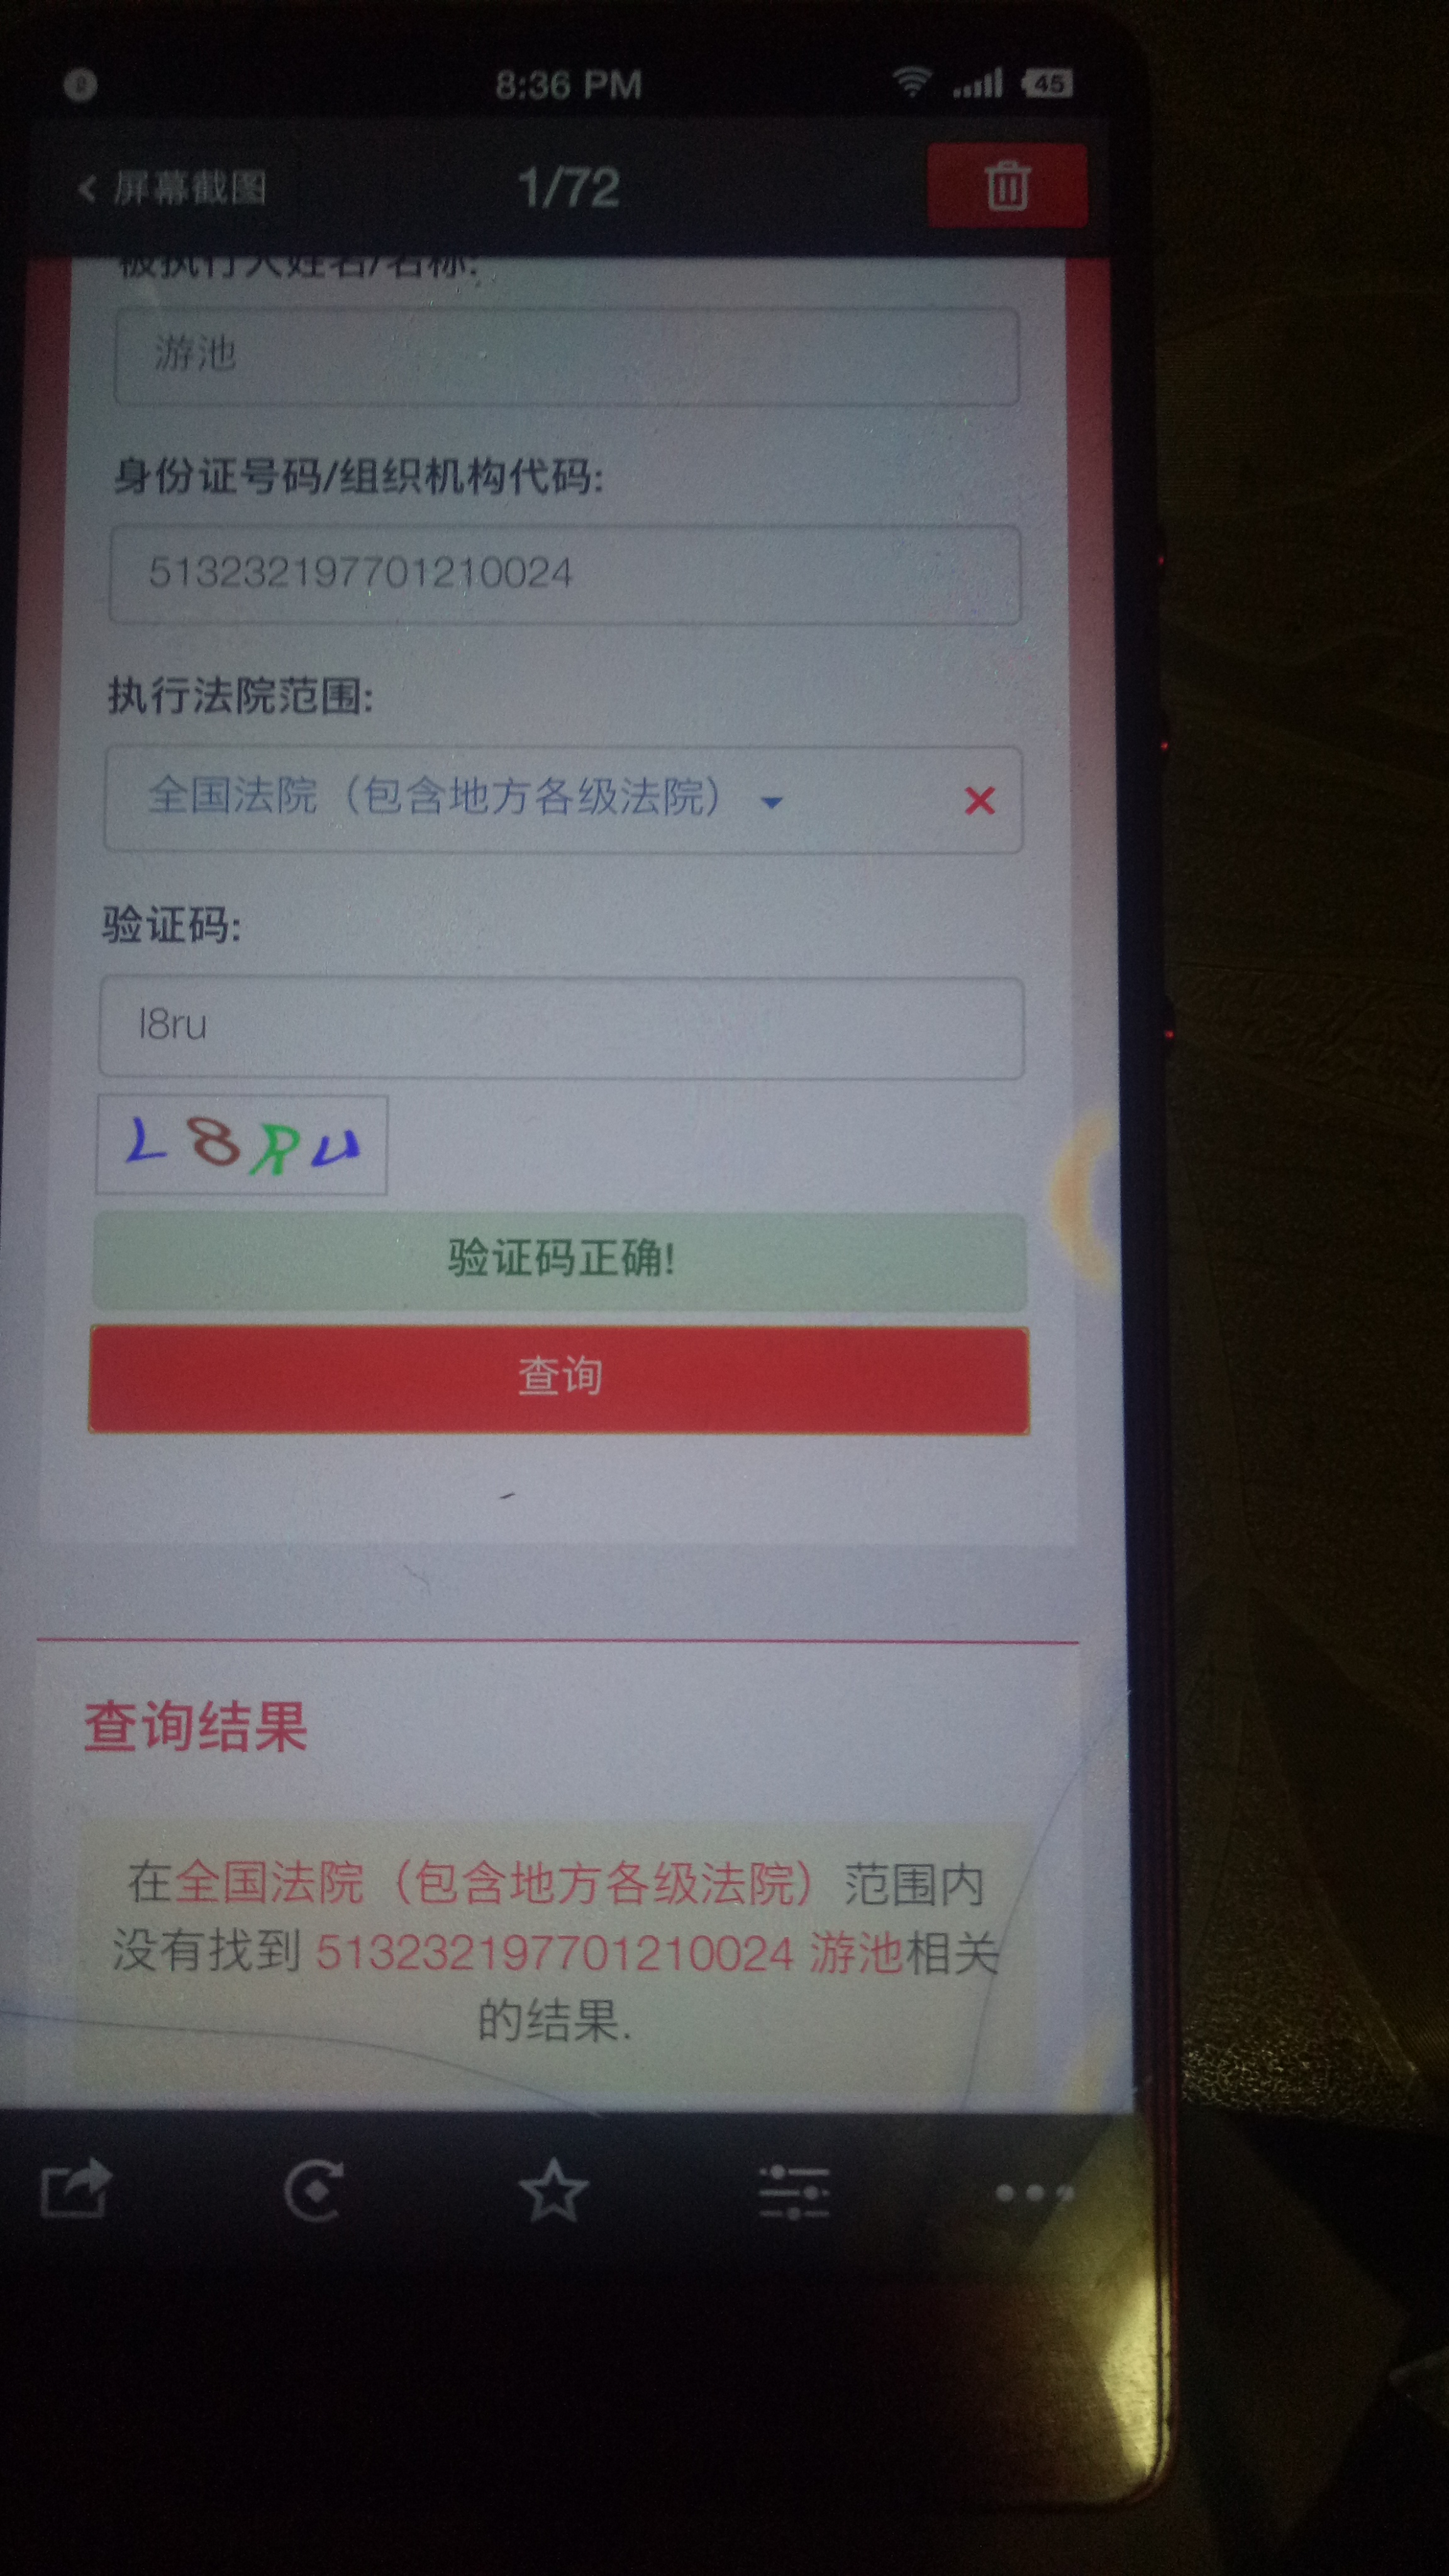 8:36 PM
45
屏幕截图
1/72
被执行人姓名/名称:
游池
身份证号码/组织机构代码:
513232197701210024
执行法院范围:
全国法院（包含地方各级法院）
验证码:
l8ru
L8RU
验证码正确!
查询
查询结果
在全国法院（包含地方各级法院）范围内
没有找到 513232197701210024 游池相关
的结果.